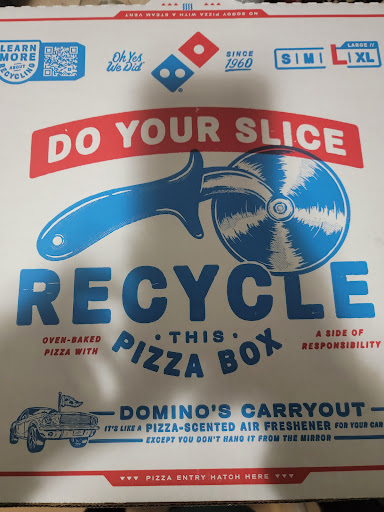 NO SOGGY PIZZA WITH A STEAM VENT
LEARN
MORE
ABOUT
RECYCLING
Oh Yes
We Did
SINCE
1960
LARGE //
S M L XL
DO YOUR SLICE
RECYCLE
OVEN-BAKED
PIZZA WITH
• THIS •
PIZZA BOX
A SIDE OF
RESPONSIBILITY
DOMINO'S CARRYOUT
IT'S LIKE A PIZZA-SCENTED AIR FRESHENER FOR YOUR CAR
EXCEPT YOU DON'T HANG IT FROM THE MIRROR
PIZZA ENTRY HATCH HERE